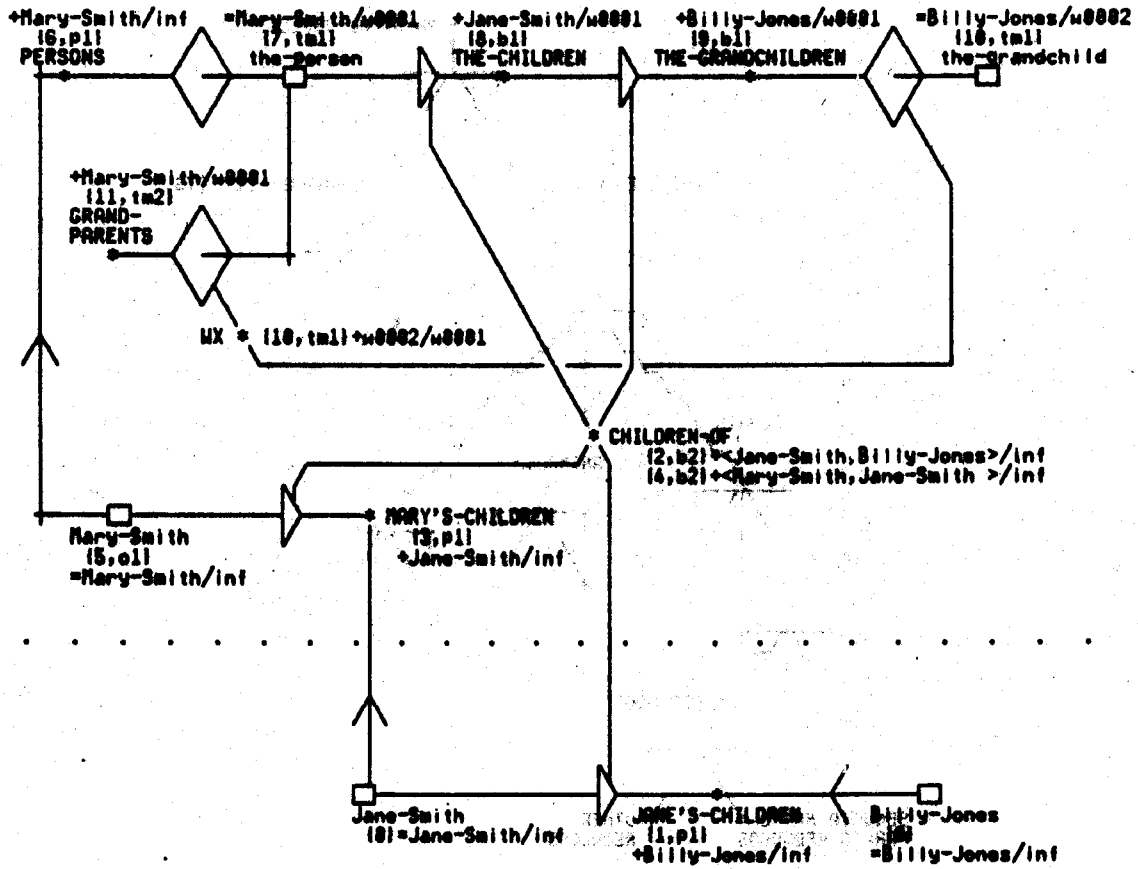 +Mary-Smith/inf
{6,p1}
PERSONS
=Mary-Smith/w0001
{7,tm1}
the-person
+Jane-Smith/w0001
{8,b1}
THE-CHILDREN
+Billy-Jones/w0001
{9,b1}
THE-GRANDCHILDREN
=Billy-Jones/w0002
{10,tm1}
the-grandchild
+Mary-Smith/w0001
{11,tm2}
GRAND-
PARENTS
WX * {10,tm1}+w0002/w0001
* CHILDREN-OF
{2,b2}+<Jane-Smith,Billy-Jones>/inf
{4,b2}+<Mary-Smith,Jane-Smith >/inf
Mary-Smith
{5,o1}
=Mary-Smith/inf
MARY'S-CHILDREN
{3,p1}
+Jane-Smith/inf
Jane-Smith
{0}=Jane-Smith/inf
JANE'S-CHILDREN
{1,p1}
+Billy-Jones/inf
Billy-Jones
=Billy-Jones/inf